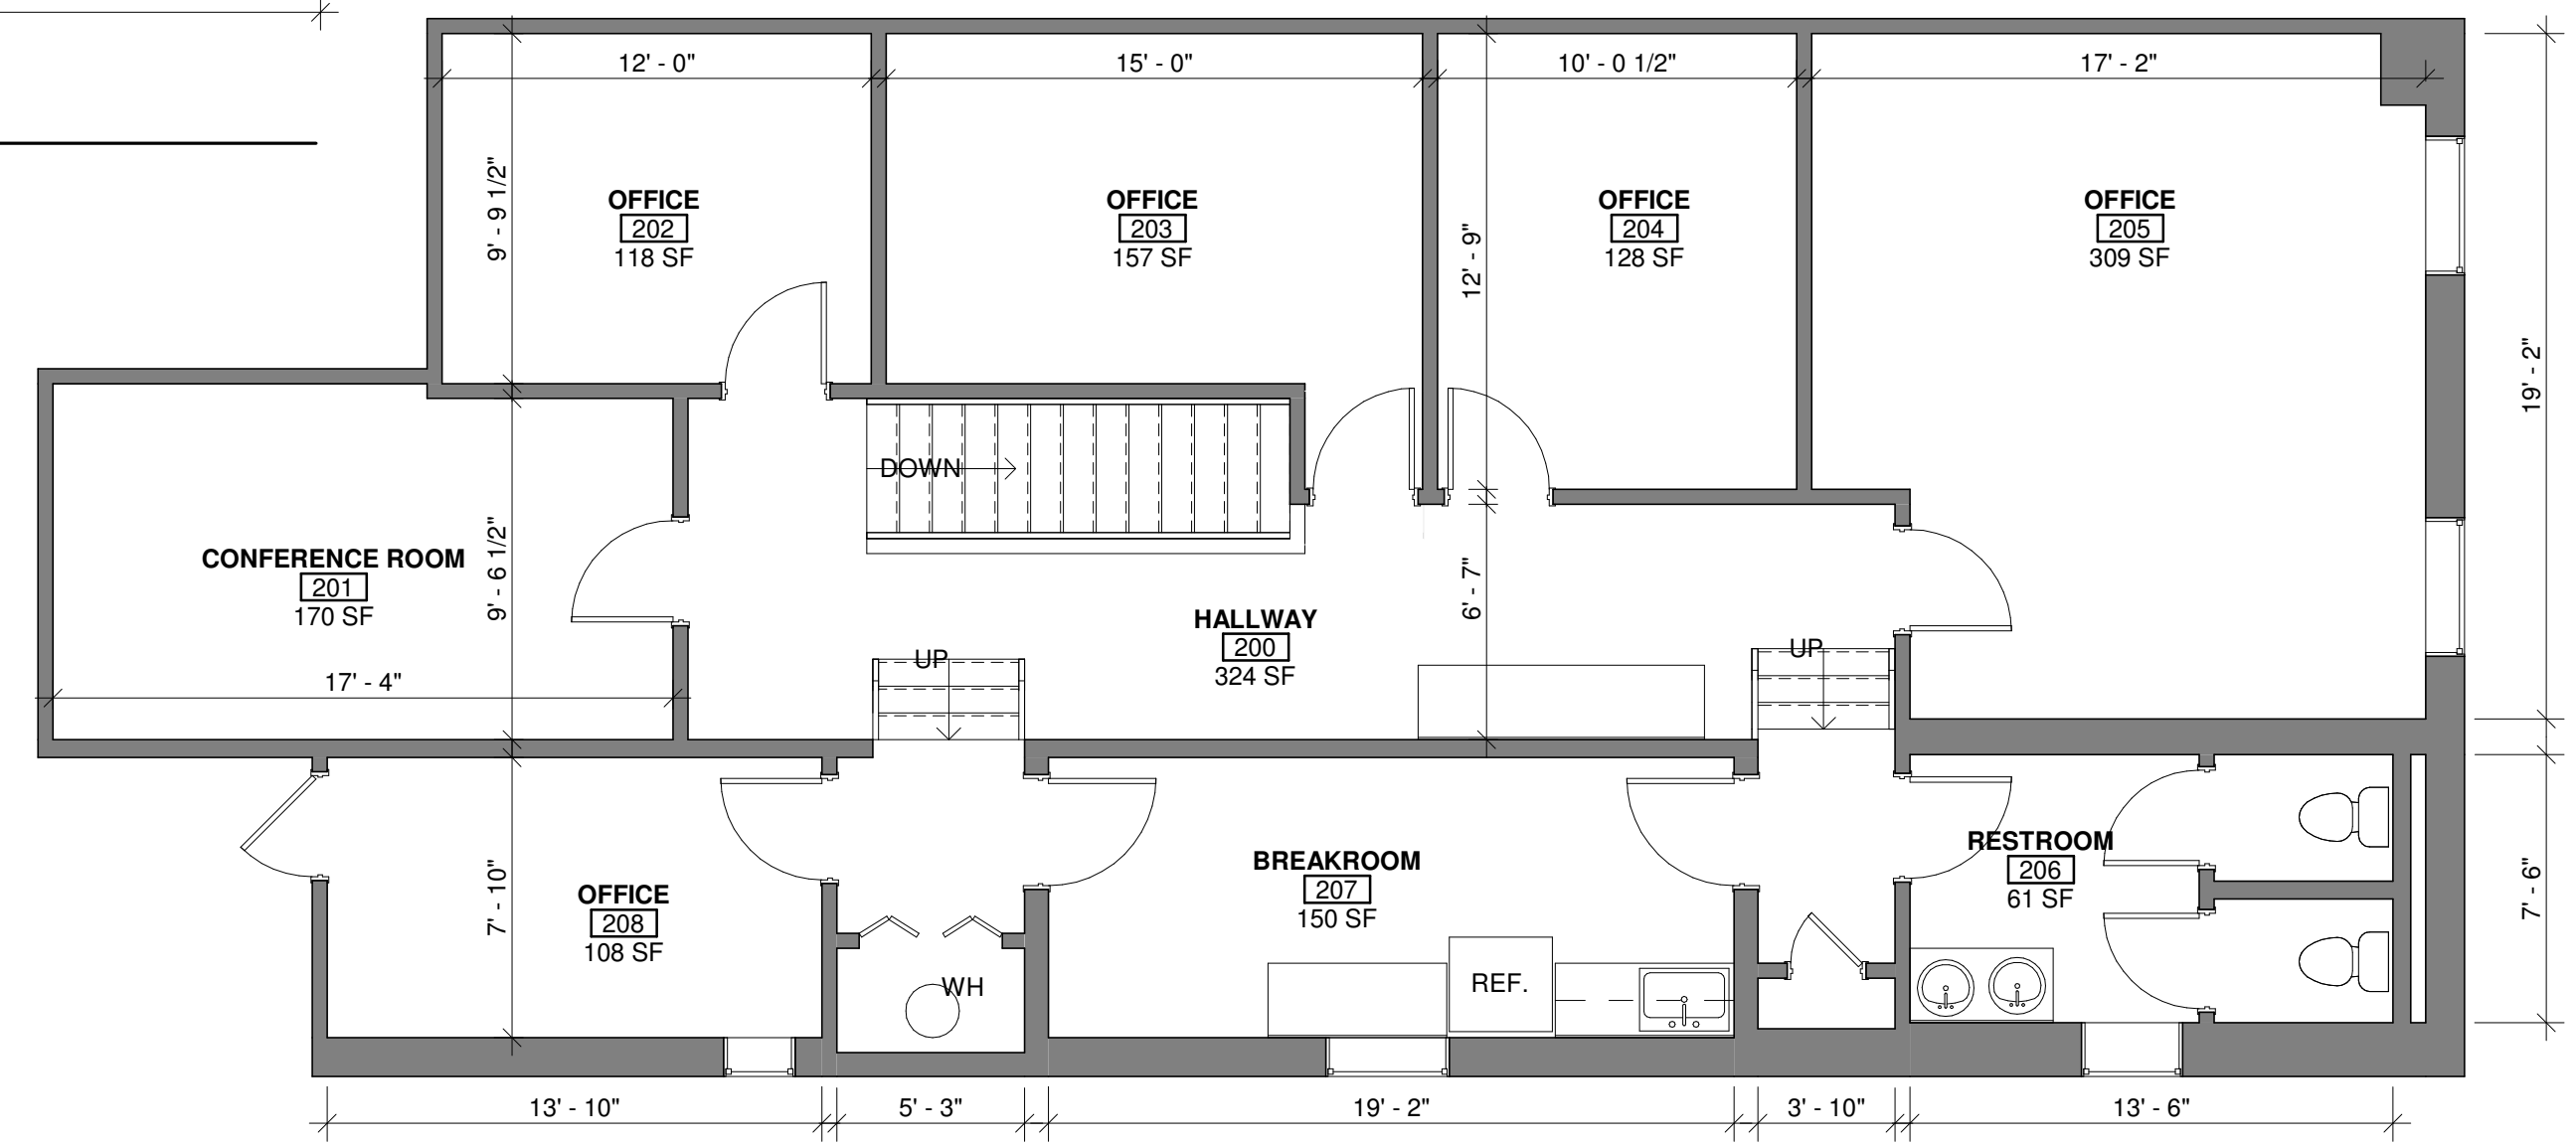 12' - 0"
15' - 0"
10' - 0 1/2"
17' - 2"
9' - 9 1/2"
OFFICE
202
118 SF
OFFICE
203
157 SF
12' - 9"
OFFICE
204
128 SF
OFFICE
205
309 SF
19' - 2"
DOWN
CONFERENCE ROOM
201
170 SF
9' - 6 1/2"
17' - 4"
UP
HALLWAY
200
324 SF
6' - 7"
UP
7' - 10"
OFFICE
208
108 SF
WH
BREAKROOM
207
150 SF
REF.
RESTROOM
206
61 SF
7' - 6"
13' - 10"
5' - 3"
19' - 2"
3' - 10"
13' - 6"